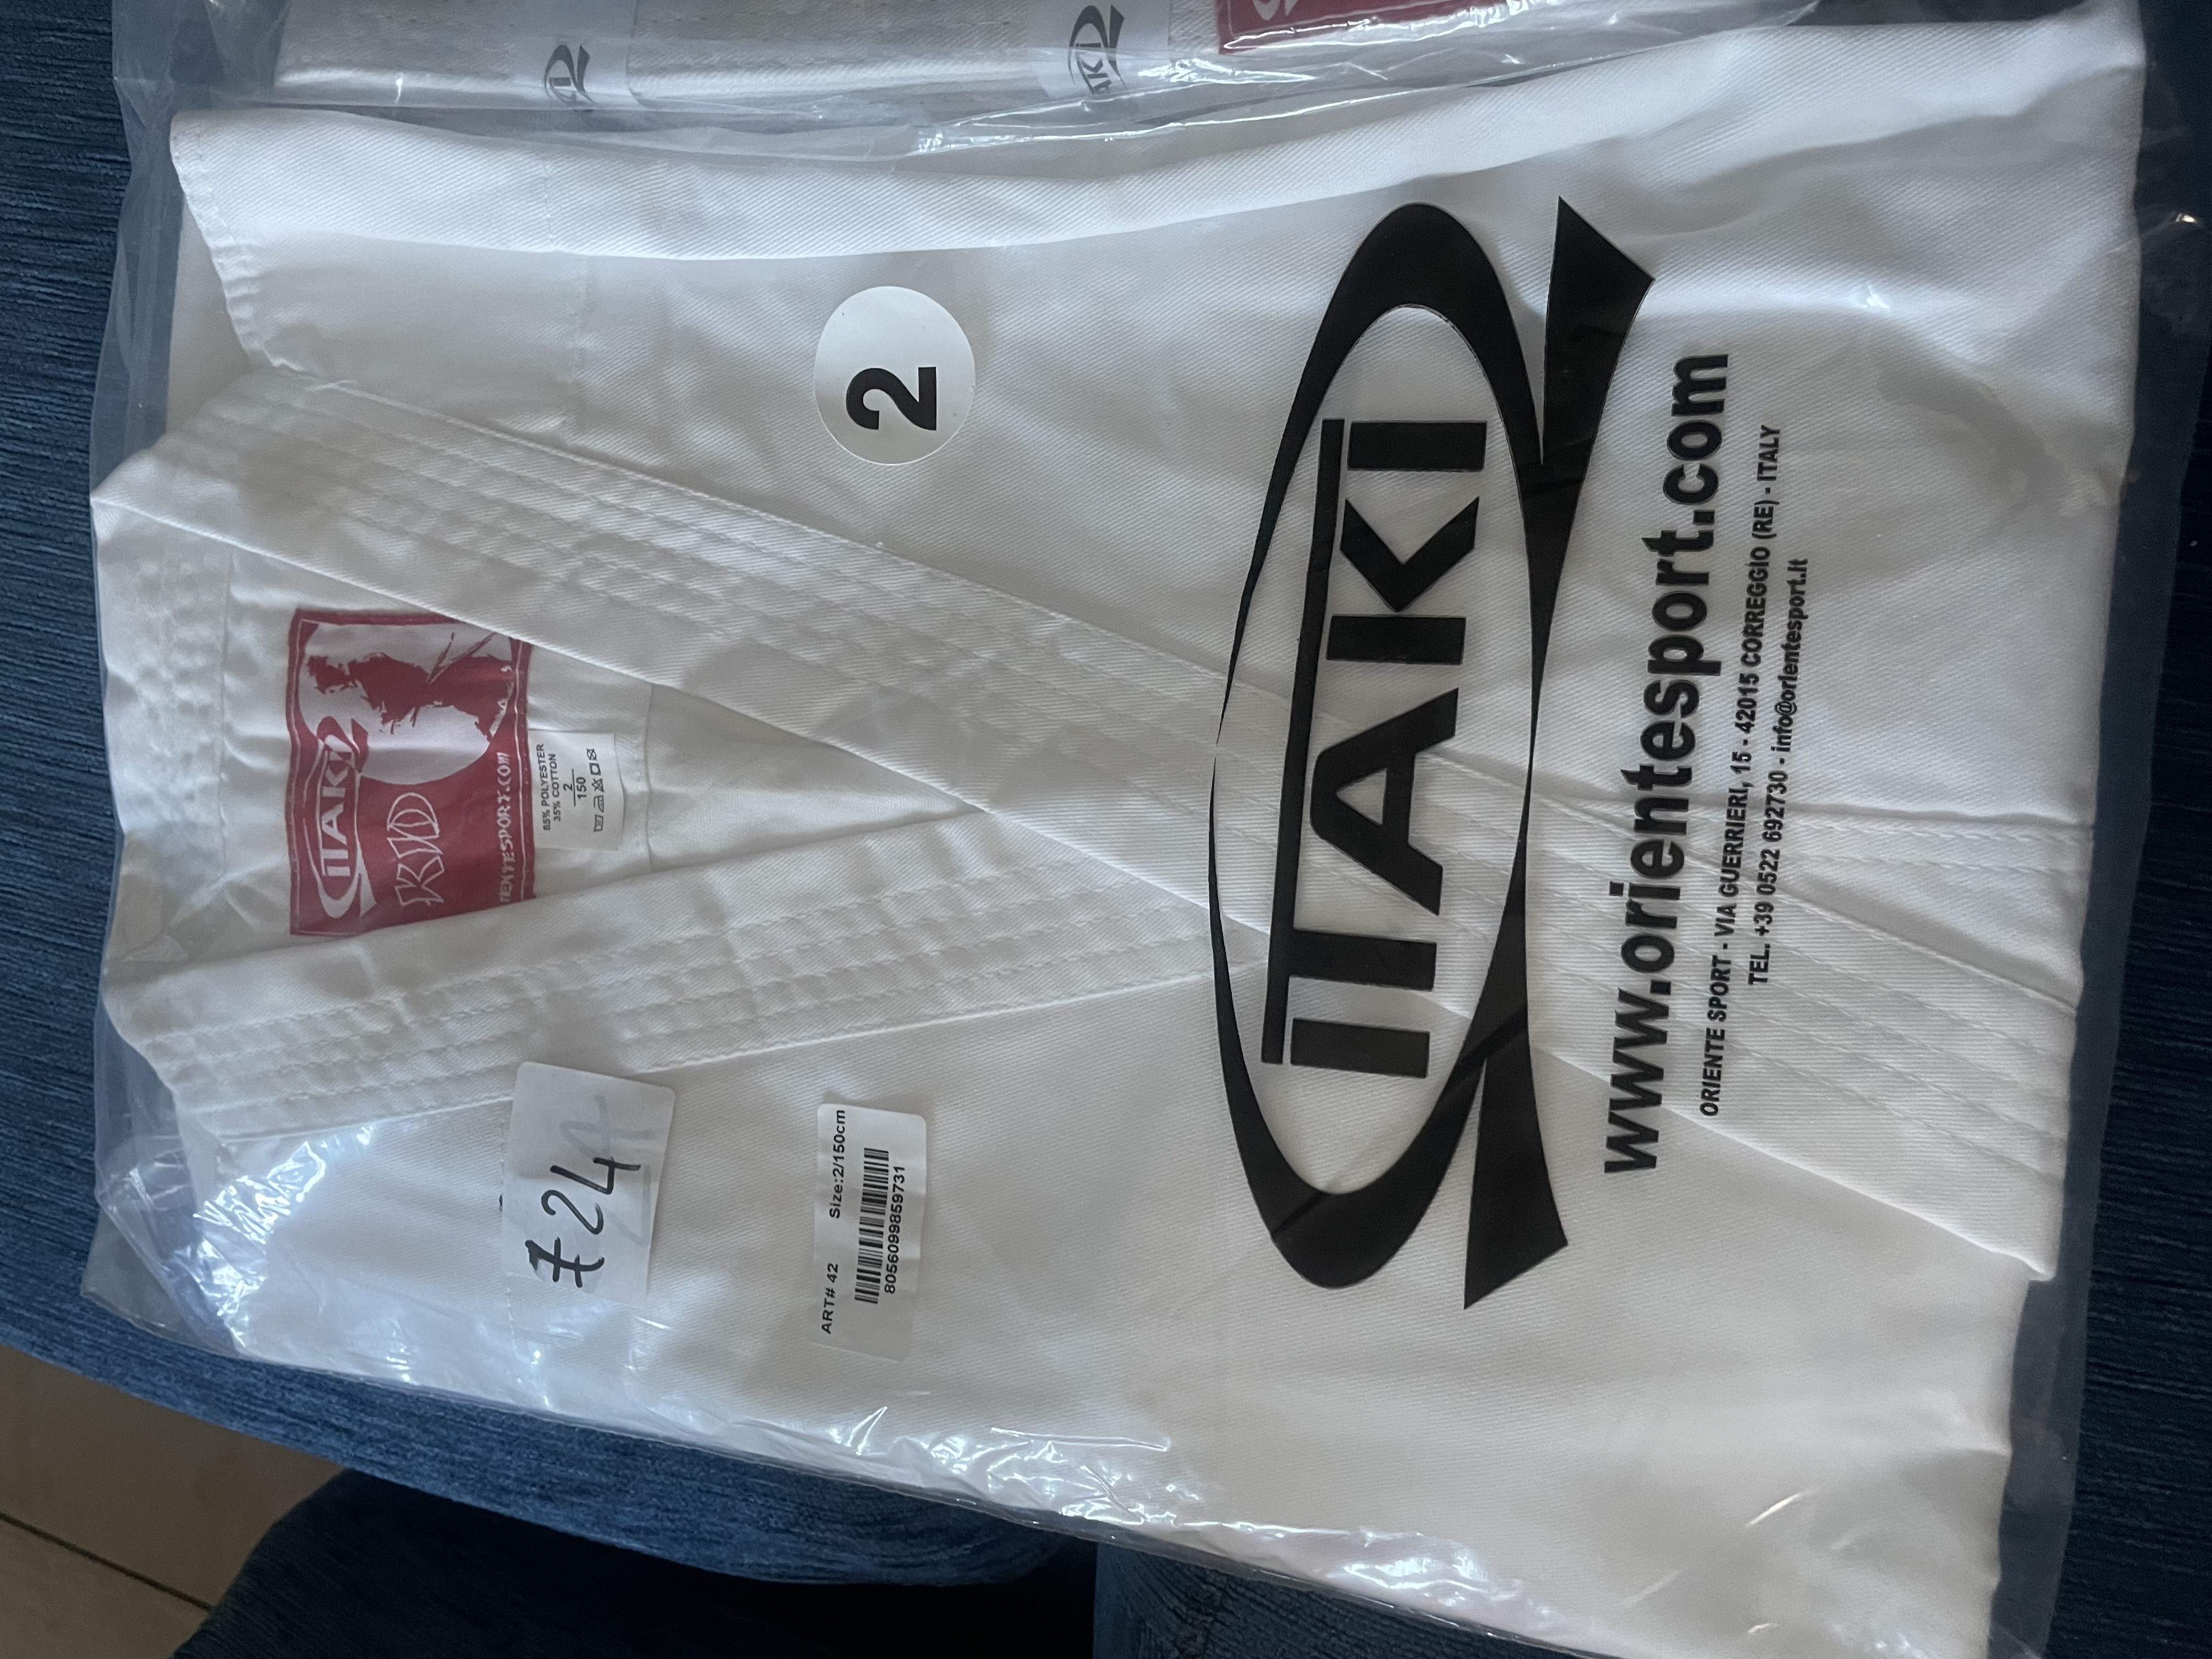 ITAKI
KID
65% POLYESTER
35% COTTON
2
150
2
£24
ART# 42 Size:2/150cm
8056099859731
ITAKI
www.orientesport.com
ORIENTE SPORT - VIA GUERRIERI, 15 - 42015 CORREGGIO (RE) - ITALY
TEL. +39 0522 692730 - info@orientesport.it